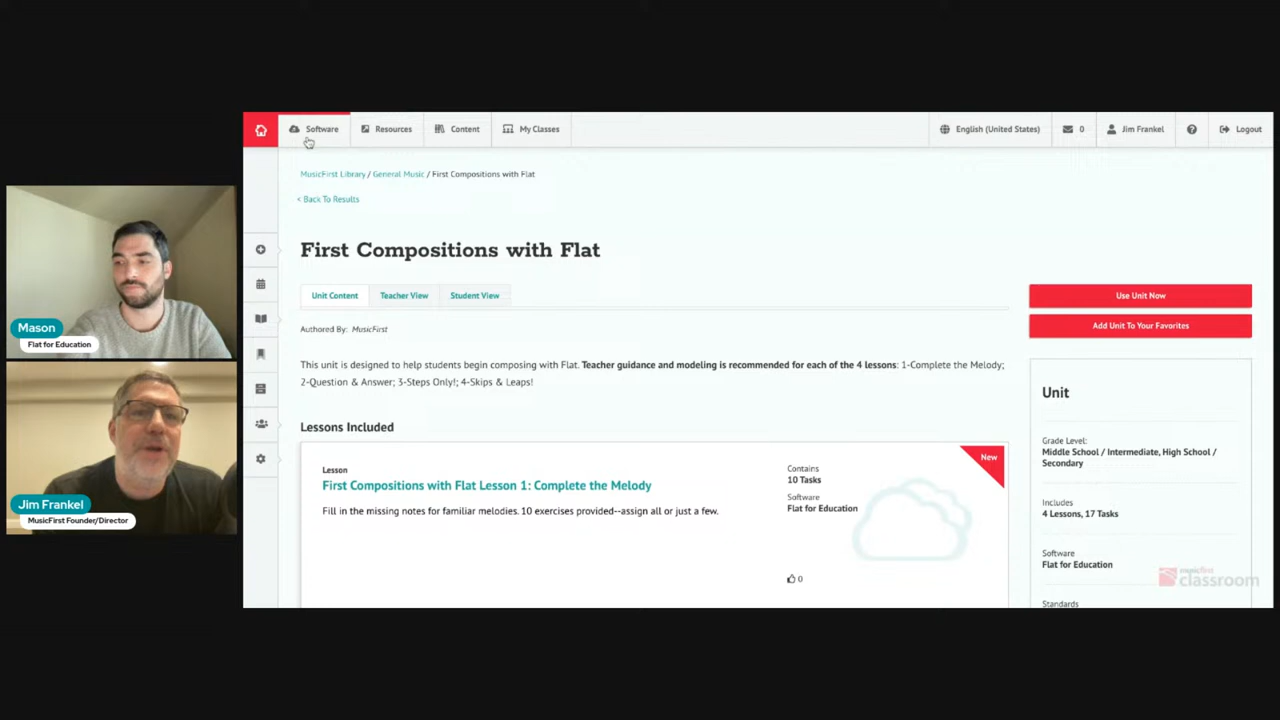 Software
Resources
Content
My Classes
English (United States)
0
Jim Frankel
?
Logout
MusicFirst Library / General Music / First Compositions with Flat
< Back To Results
First Compositions with Flat
Unit Content
Teacher View
Student View
Use Unit Now
Add Unit To Your Favorites
Authored By: MusicFirst
This unit is designed to help students begin composing with Flat. Teacher guidance and modeling is recommended for each of the 4 lessons: 1-Complete the Melody;
2-Question & Answer; 3-Steps Only!; 4-Skips & Leaps!
Lessons Included
Lesson
First Compositions with Flat Lesson 1: Complete the Melody
Fill in the missing notes for familiar melodies. 10 exercises provided--assign all or just a few.
Contains
10 Tasks
Software
Flat for Education
New
0
Unit
Grade Level:
Middle School / Intermediate, High School /
Secondary
Includes
4 Lessons, 17 Tasks
Software
Flat for Education
Standards
musicfirst
classroom
Mason
Flat for Education
Jim Frankel
MusicFirst Founder/Director